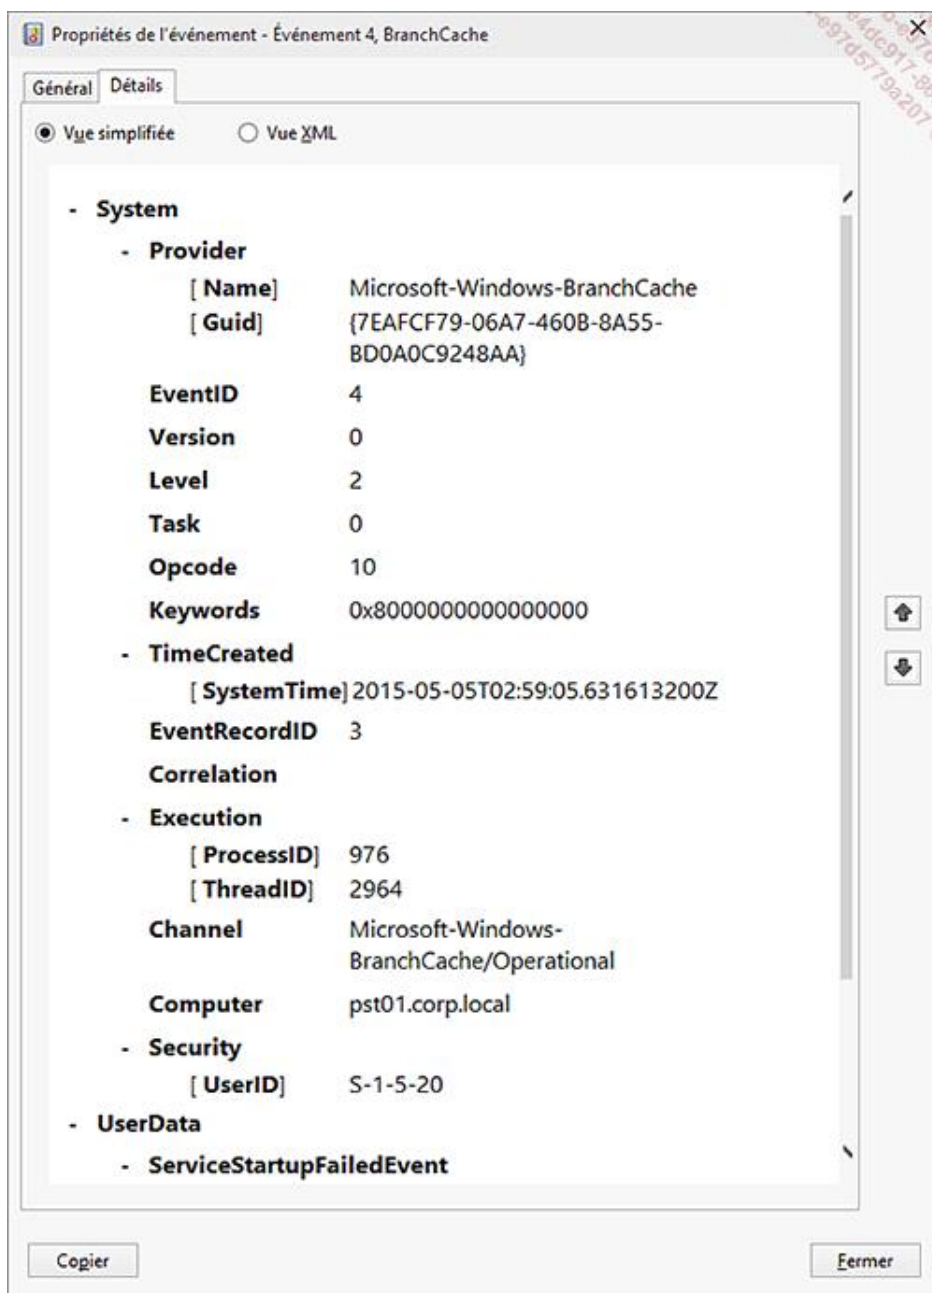 Propriétés de l'événement - Événement 4, BranchCache
Général Détails
Vue simplifiée Vue XML
- System
- Provider
[ Name] Microsoft-Windows-BranchCache
[ Guid] {7EAFCF79-06A7-460B-8A55-
BD0A0C9248AA}
EventID 4
Version 0
Level 2
Task 0
Opcode 10
Keywords 0x8000000000000000
- TimeCreated
[ SystemTime] 2015-05-05T02:59:05.631613200Z
EventRecordID 3
Correlation
- Execution
[ ProcessID] 976
[ ThreadID] 2964
Channel Microsoft-Windows-
BranchCache/Operational
Computer pst01.corp.local
- Security
[ UserID] S-1-5-20
- UserData
- ServiceStartupFailedEvent
Copier Fermer